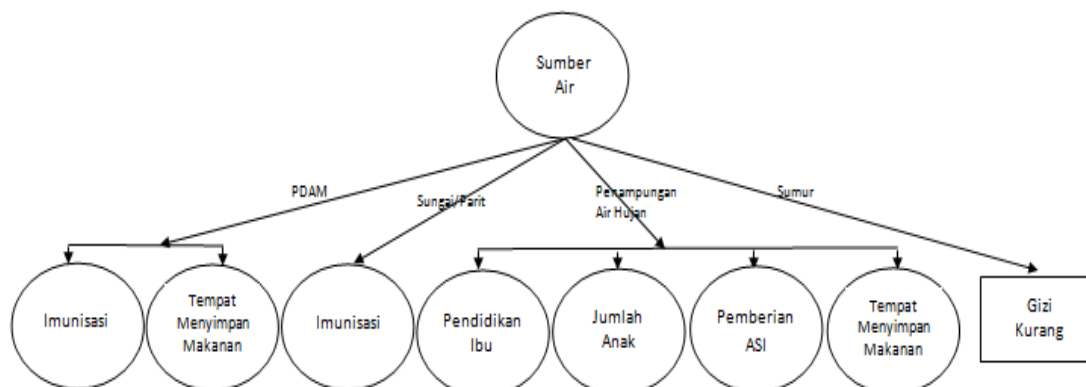 Sumber
Air
PDAM
Sungai/Parit
Penampungan
Air Hujan
Sumur
Imunisasi
Tempat
Menyimpan
Makanan
Imunisasi
Pendidikan
Ibu
Jumlah
Anak
Pemberian
ASI
Tempat
Menyimpan
Makanan
Gizi
Kurang